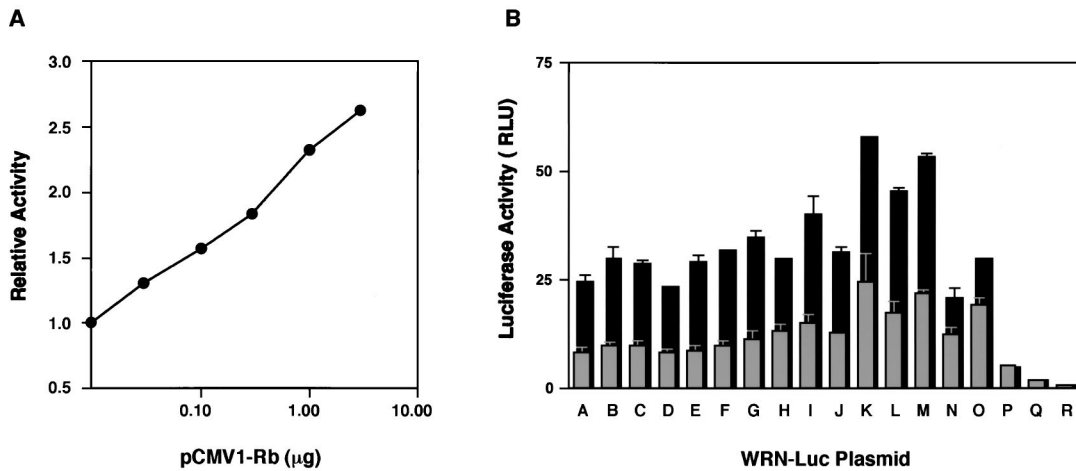 A
Relative Activity
3.0
2.5
2.0
1.5
1.0
0.5
0.10 1.00 10.00
pCMV1-Rb (μg)
B
Luciferase Activity ( RLU)
75
50
25
0
A B C D E F G H I J K L M N O P Q R
WRN-Luc Plasmid